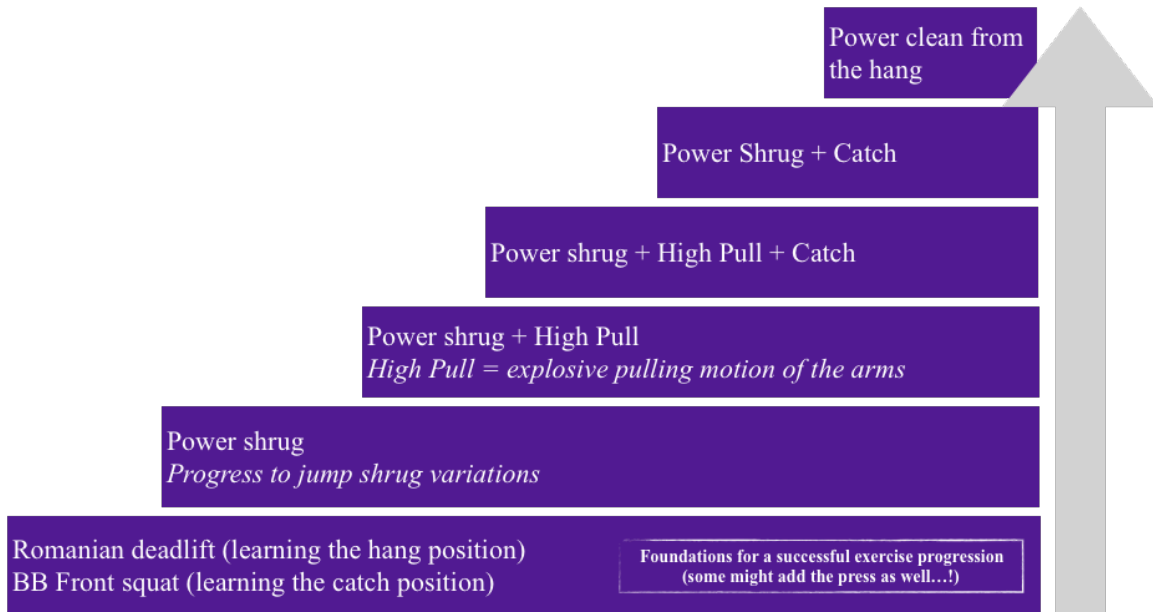 Power clean from
the hang
Power Shrug + Catch
Power shrug + High Pull + Catch
Power shrug + High Pull
High Pull = explosive pulling motion of the arms
Power shrug
Progress to jump shrug variations
Romanian deadlift (learning the hang position)
BB Front squat (learning the catch position)
Foundations for a successful exercise progression
(some might add the press as well…!)